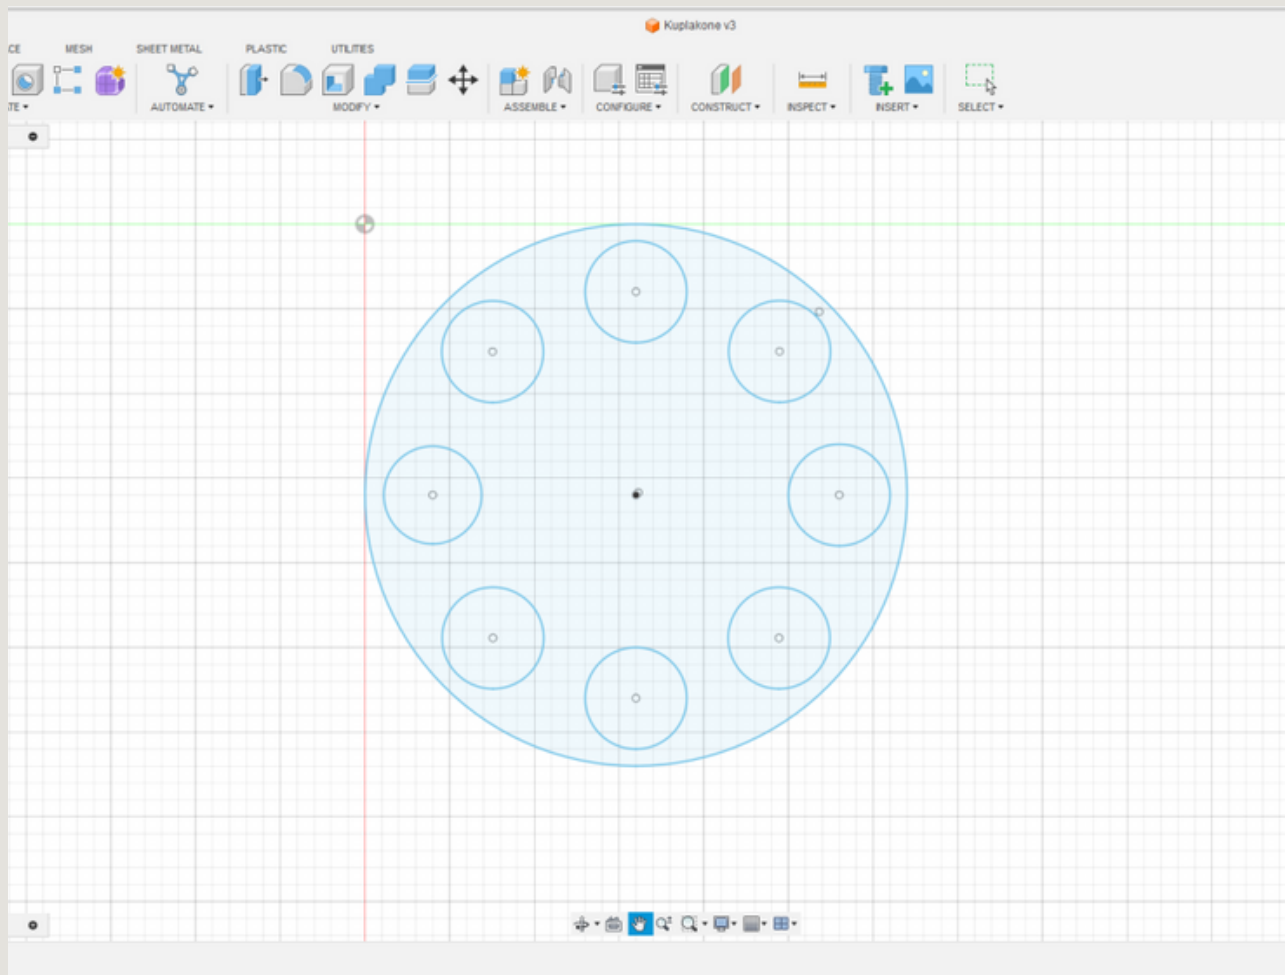 Kuplakone v3
CE MESH SHEET METAL PLASTIC UTILITIES
TE AUTOMATE MODIFY ASSEMBLE CONFIGURE CONSTRUCT INSPECT INSERT SELECT